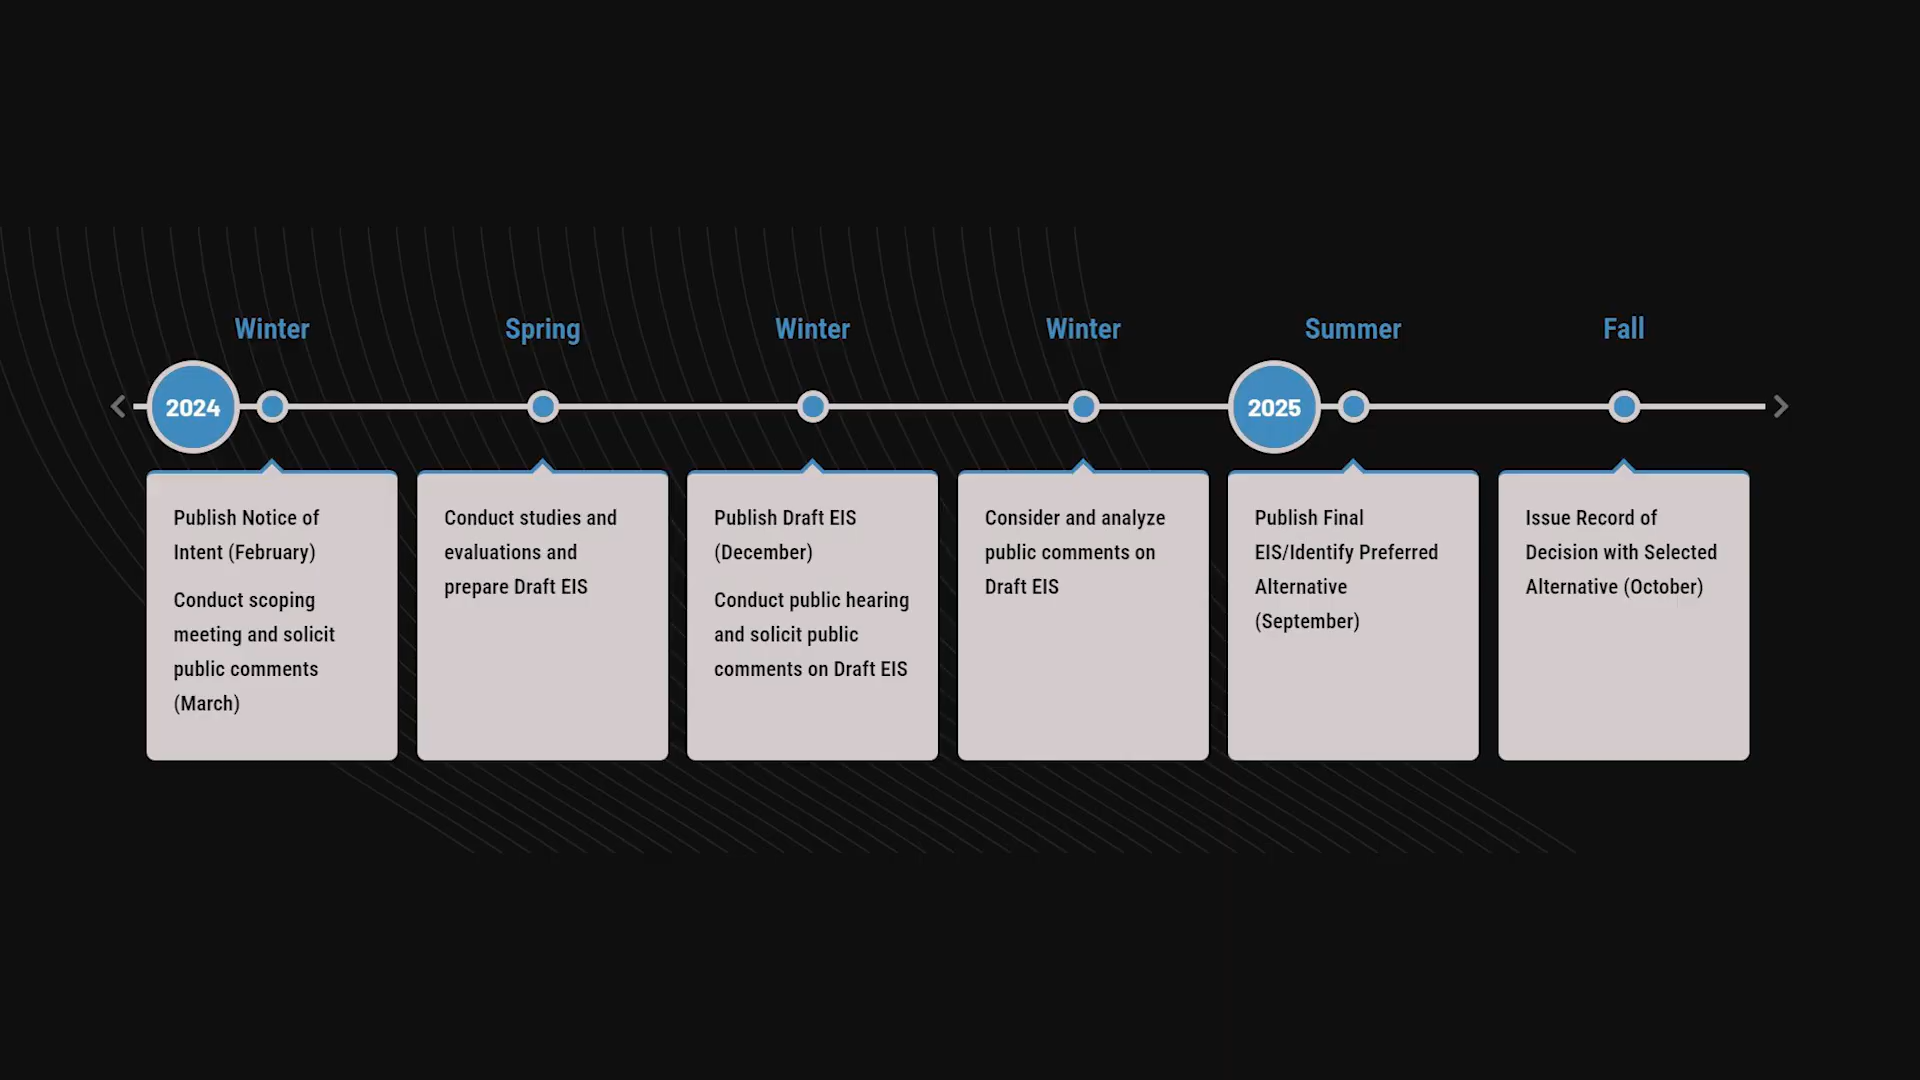 Winter
Spring
Winter
Winter
Summer
Fall
2024
2025
Publish Notice of
Intent (February)
Conduct scoping
meeting and solicit
public comments
(March)
Conduct studies and
evaluations and
prepare Draft EIS
Publish Draft EIS
(December)
Conduct public hearing
and solicit public
comments on Draft EIS
Consider and analyze
public comments on
Draft EIS
Publish Final
EIS/Identify Preferred
Alternative
(September)
Issue Record of
Decision with Selected
Alternative (October)